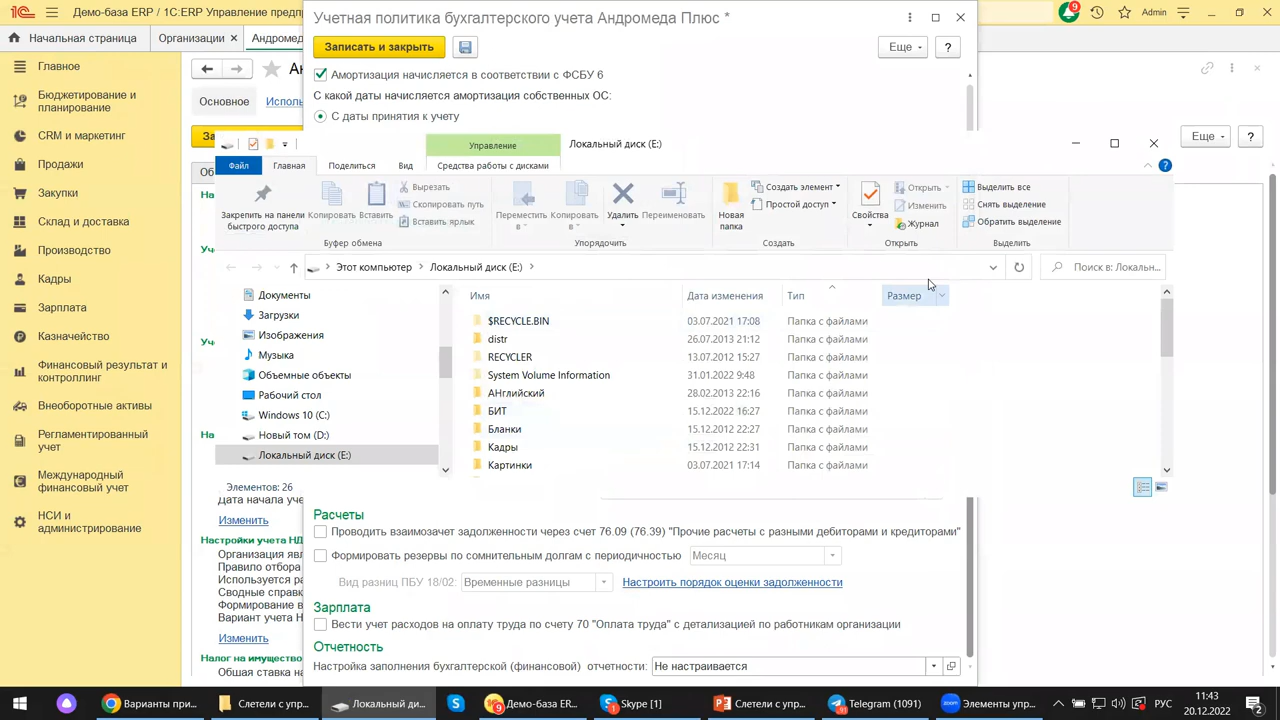 Демо-база ERP / 1С:ERP Управление предпр
Учетная политика бухгалтерского учета Андромеда Плюс *
9
Admin
Начальная страница
Организации
Андромед
Записать и закрыть
Еще
?
Главное
Бюджетирование и планирование
CRM и маркетинг
Продажи
Закупки
Склад и доставка
Производство
Кадры
Зарплата
Казначейство
Финансовый результат и контроллинг
Внеоборотные активы
Регламентированный учет
Международный финансовый учет
НСИ и администрирование
Основное
Исполь
Еще
?
Амортизация начисляется в соответствии с ФСБУ 6
С какой даты начисляется амортизация собственных ОС:
С даты принятия к учету
Управление
Локальный диск (E:)
Файл
Главная
Поделиться
Вид
Средства работы с дисками
Закрепить на панели быстрого доступа
Копировать
Вставить
Вырезать
Скопировать путь
Вставить ярлык
Переместить в
Копировать в
Удалить
Переименовать
Новая папка
Создать элемент
Простой доступ
Свойства
Открыть
Изменить
Журнал
Выделить все
Снять выделение
Обратить выделение
Буфер обмена
Упорядочить
Создать
Открыть
Выделить
Этот компьютер
Локальный диск (E:)
Поиск в: Локальн...
Документы
Загрузки
Изображения
Музыка
Объемные объекты
Рабочий стол
Windows 10 (C:)
Новый том (D:)
Локальный диск (E:)
Имя Дата изменения Тип Размер
$RECYCLE.BIN 03.07.2021 17:08 Папка с файлами
distr 26.07.2013 21:12 Папка с файлами
RECYCLER 13.07.2012 15:27 Папка с файлами
System Volume Information 31.01.2022 9:48 Папка с файлами
АНглийский 28.02.2013 22:16 Папка с файлами
БИТ 15.12.2022 16:27 Папка с файлами
Бланки 15.12.2012 22:27 Папка с файлами
Кадры 15.12.2012 22:31 Папка с файлами
Картинки 03.07.2021 17:14 Папка с файлами
Элементов: 26
Дата начала уче
Изменить
Настройки учета НД
Организация явл
Правило отбора
Используется ра
Сводные справк
Формирование в
Вариант учета Н
Изменить
Налог на имущество
Общая ставка на
Расчеты
Проводить взаимозачет задолженности через счет 76.09 (76.39) "Прочие расчеты с разными дебиторами и кредиторами"
Формировать резервы по сомнительным долгам с периодичностью Месяц
Вид разниц ПБУ 18/02: Временные разницы Настроить порядок оценки задолженности
Зарплата
Вести учет расходов на оплату труда по счету 70 "Оплата труда" с детализацией по работникам организации
Отчетность
Настройка заполнения бухгалтерской (финансовой) отчетности: Не настраивается
Варианты при...
Слетели с упр...
Локальный ди...
Демо-база ER...
Skype [1]
Слетели с упр...
Telegram (1091)
Элементы упр...
РУС
11:43
20.12.2022